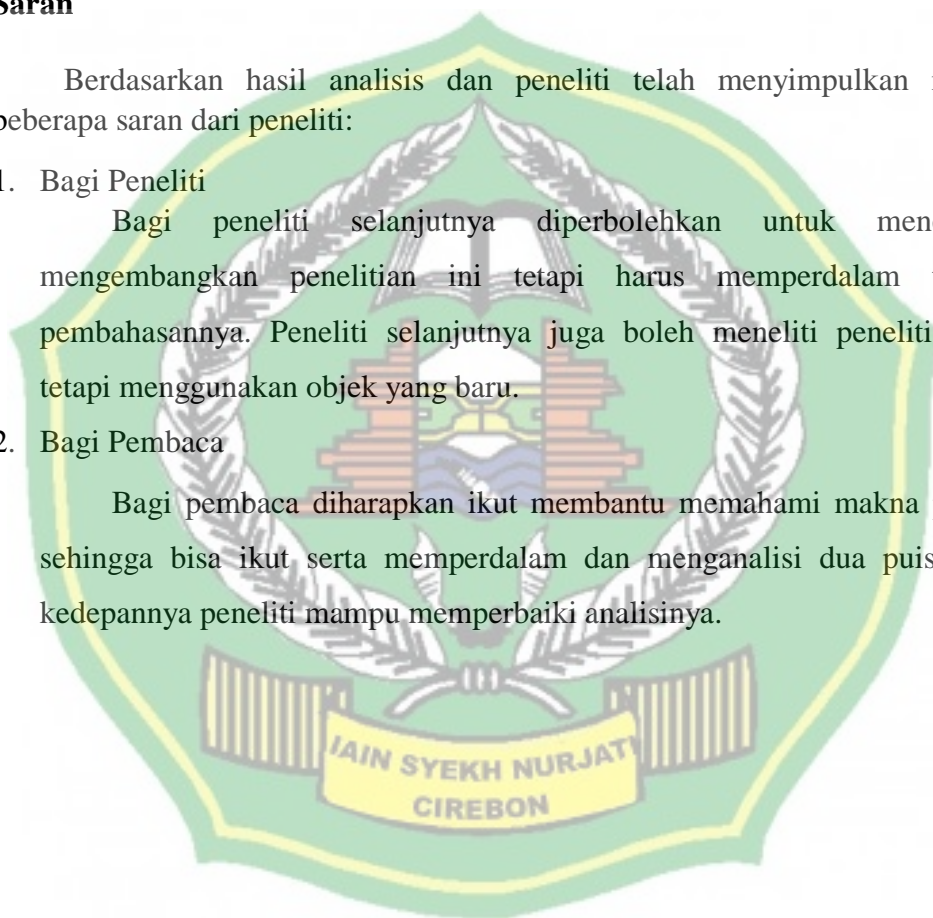 Saran
Berdasarkan hasil analisis dan peneliti telah menyimpulkan
beberapa saran dari peneliti:
1. Bagi Peneliti
Bagi peneliti selanjutnya diperbolehkan untuk
mengembangkan penelitian ini tetapi harus memperdalam
pembahasannya. Peneliti selanjutnya juga boleh meneliti
tetapi menggunakan objek yang baru.
2. Bagi Pembaca
Bagi pembaca diharapkan ikut membantu memahami makna
sehingga bisa ikut serta memperdalam dan menganalisi dua
kedepannya peneliti mampu memperbaiki analisinya.
IAIN SYEKH NURJATI
CIREBON